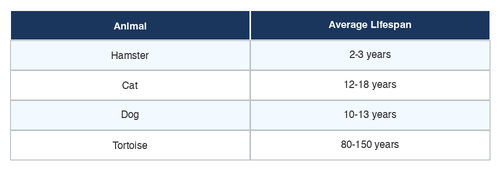 Animal Average Lifespan
Hamster 2-3 years
Cat 12-18 years
Dog 10-13 years
Tortoise 80-150 years